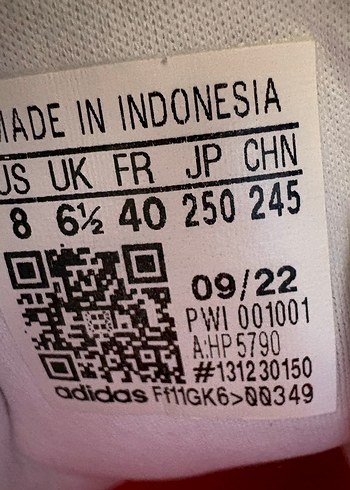 MADE IN INDONESIA
US UK FR JP CHN
8 6½ 40 250 245
09/22
PWI 001001
A:HP5790
#131230150
adidas Ff11GK6>00349